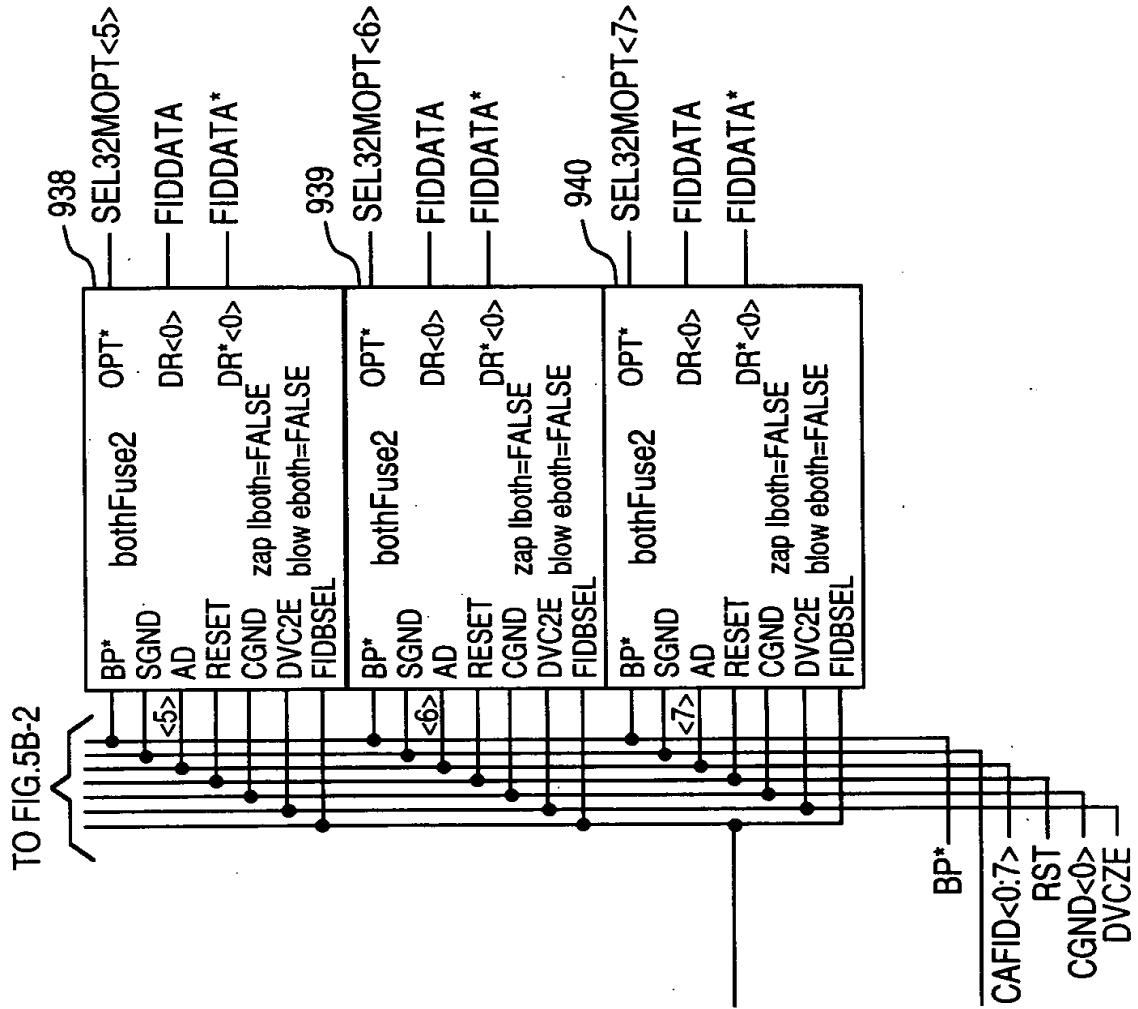 TO FIG.5B-2
938
BP*
SGND
<5>
AD
RESET
CGND
DVC2E
FIDBSEL
bothFuse2
zap lboth=FALSE
blow eboth=FALSE
OPT*
DR<0>
DR*<0>
SEL32MOPT<5>
FIDDATA
FIDDATA*
939
BP*
SGND
<6>
AD
RESET
CGND
DVC2E
FIDBSEL
bothFuse2
zap lboth=FALSE
blow eboth=FALSE
OPT*
DR<0>
DR*<0>
SEL32MOPT<6>
FIDDATA
FIDDATA*
940
BP*
SGND
<7>
AD
RESET
CGND
DVC2E
FIDBSEL
bothFuse2
zap lboth=FALSE
blow eboth=FALSE
OPT*
DR<0>
DR*<0>
SEL32MOPT<7>
FIDDATA
FIDDATA*
BP*
CAFID<0:7>
RST
CGND<0>
DVCZE